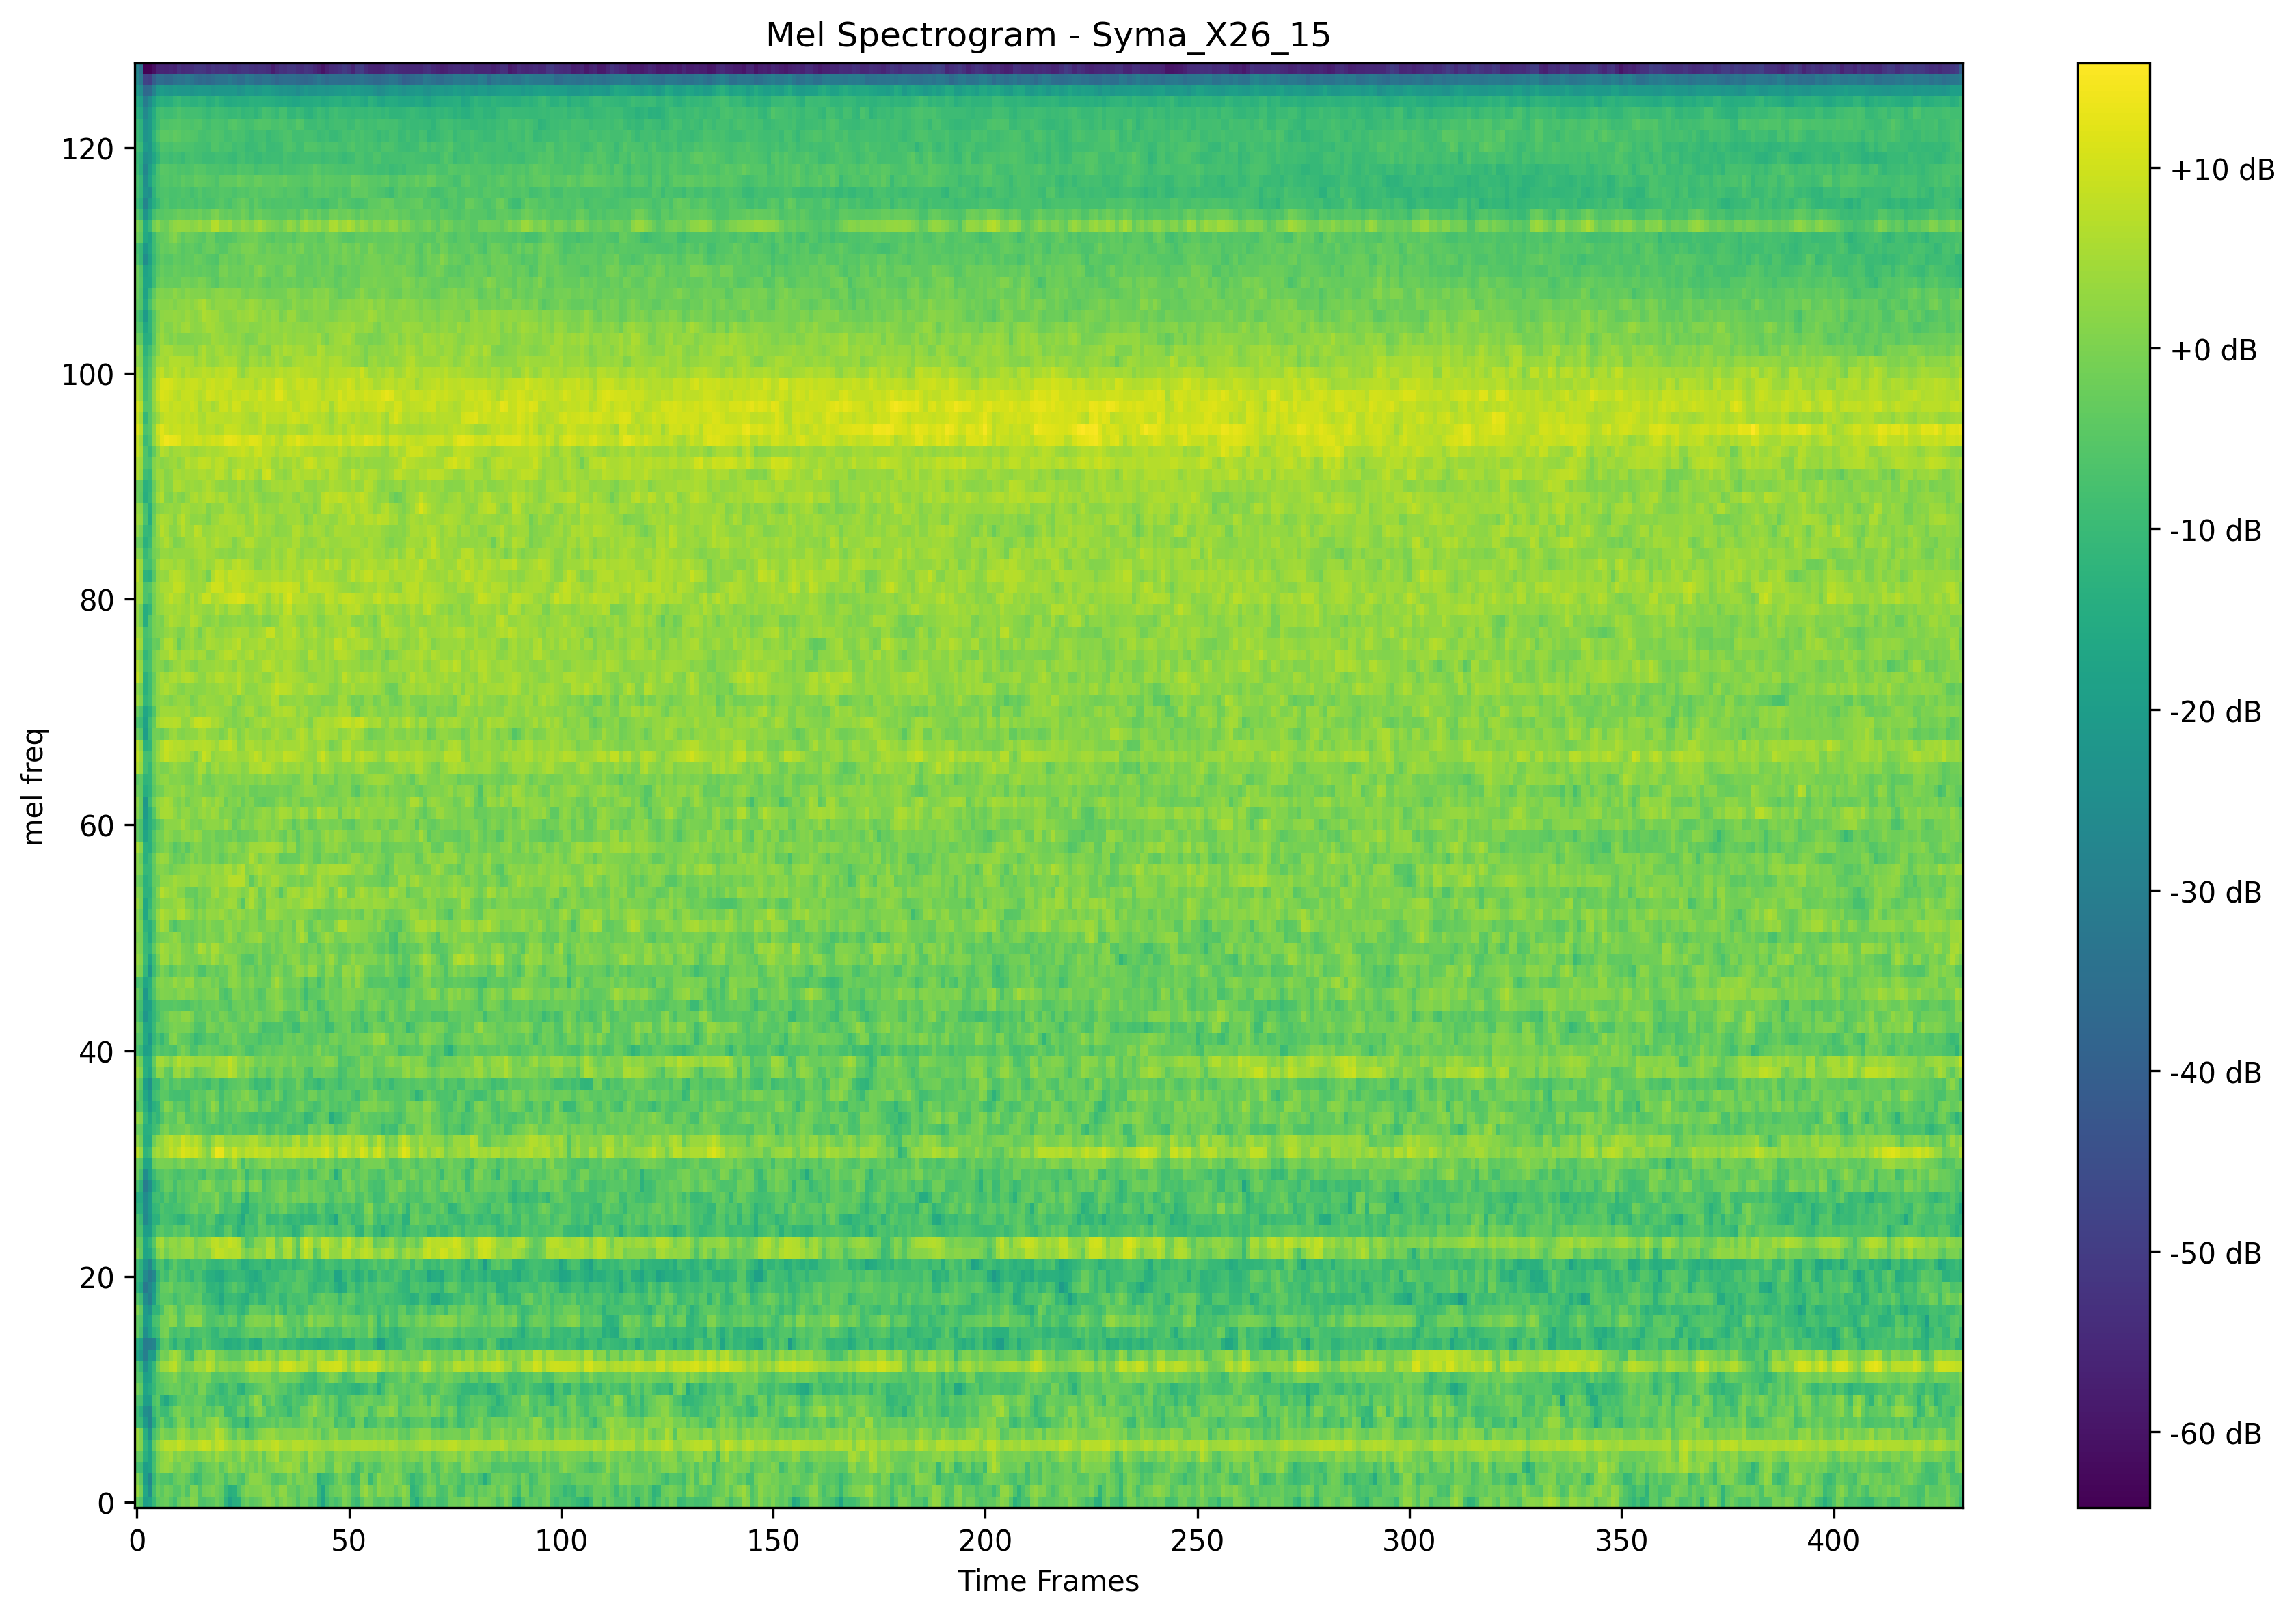 Mel Spectrogram - Syma_X26_15
mel freq
120
100
80
60
40
20
0
0 50 100 150 200 250 300 350 400
Time Frames
+10 dB
+0 dB
-10 dB
-20 dB
-30 dB
-40 dB
-50 dB
-60 dB